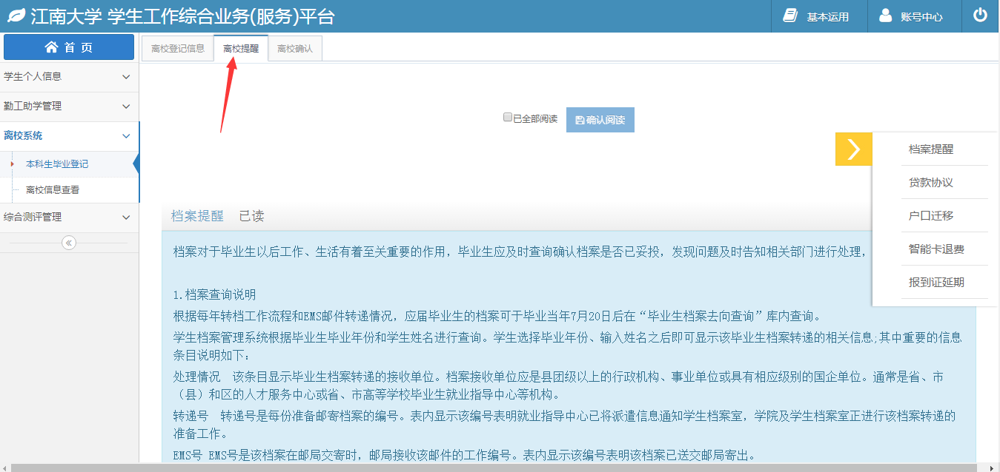 江南大学 学生工作综合业务(服务)平台
基本运用
账号中心
首 页
离校登记信息
离校提醒
离校确认
学生个人信息
勤工助学管理
离校系统
本科生毕业登记
离校信息查看
综合测评管理
已全部阅读
确认阅读
档案提醒
贷款协议
户口迁移
智能卡退费
报到证延期
档案提醒 已读
档案对于毕业生以后工作、生活有着至关重要的作用，毕业生应及时查询确认档案是否已妥投，发现问题及时告知相关部门进行处理，
1.档案查询说明
根据每年转档工作流程和EMS邮件转递情况，应届毕业生的档案可于毕业当年7月20日后在“毕业生档案去向查询”库内查询。
学生档案管理系统根据毕业生毕业年份和学生姓名进行查询。学生选择毕业年份、输入姓名之后即可显示该毕业生档案转递的相关信息;其中重要的信息
条目说明如下：
处理情况 该条目显示毕业生档案转递的接收单位。档案接收单位应是县团级以上的行政机构、事业单位或具有相应级别的国企单位。通常是省、市
（县）和区的人才服务中心或省、市高等学校毕业生就业指导中心等机构。
转递号 转递号是每份准备邮寄档案的编号。表内显示该编号表明就业指导中心已将派遣信息通知学生档案室，学院及学生档案室正进行该档案转递的
准备工作。
EMS号 EMS号是该档案在邮局交寄时，邮局接收该邮件的工作编号。表内显示该编号表明该档案已送交邮局寄出。